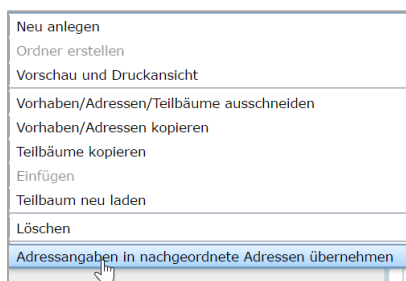 Neu anlegen
Ordner erstellen
Vorschau und Druckansicht
Vorhaben/Adressen/Teilbäume ausschneiden
Vorhaben/Adressen kopieren
Teilbäume kopieren
Einfügen
Teilbaum neu laden
Löschen
Adressangaben in nachgeordnete Adressen übernehmen